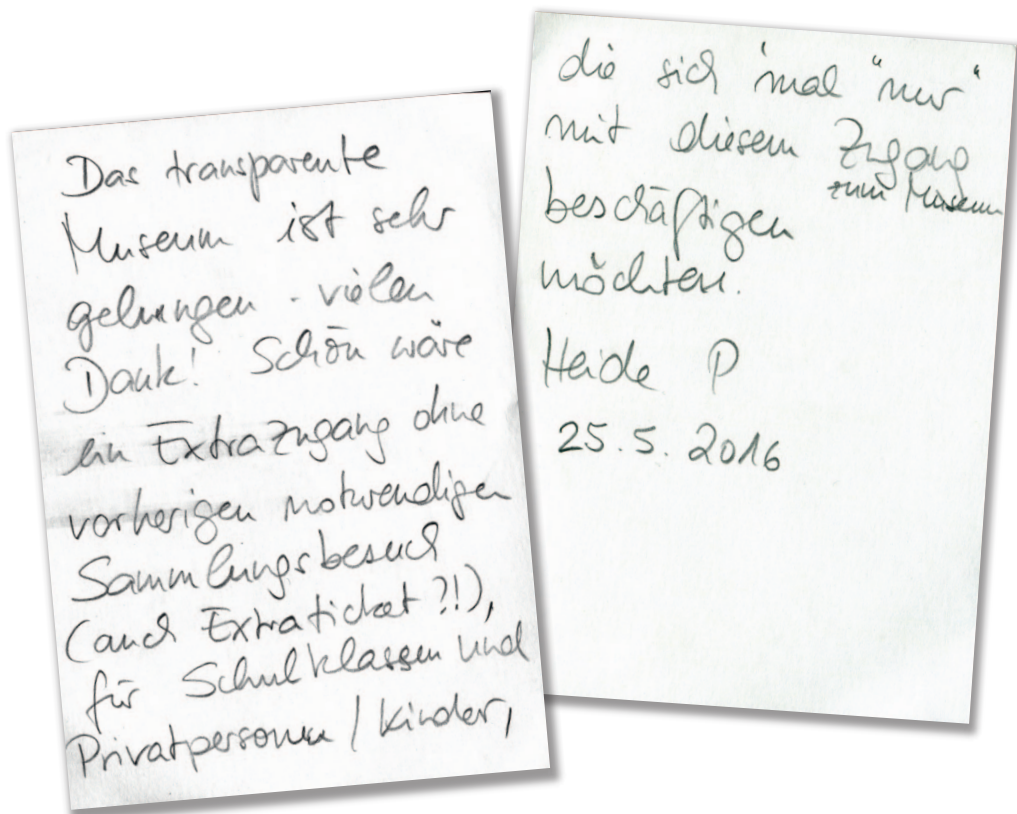 Das transparente
Museum ist sehr
gelungen - vielen
Dank! Schön wäre
ein Extrazugang ohne
vorherigen notwendigen
Sammlungsbesuch
(auch Extraticket?!),
für Schulklassen und
Privatpersonen / Kinder,
die sich 'mal "nur"
mit diesem Zugang
zum Museum
beschäftigen
möchten.
Heide P
25.5.2016